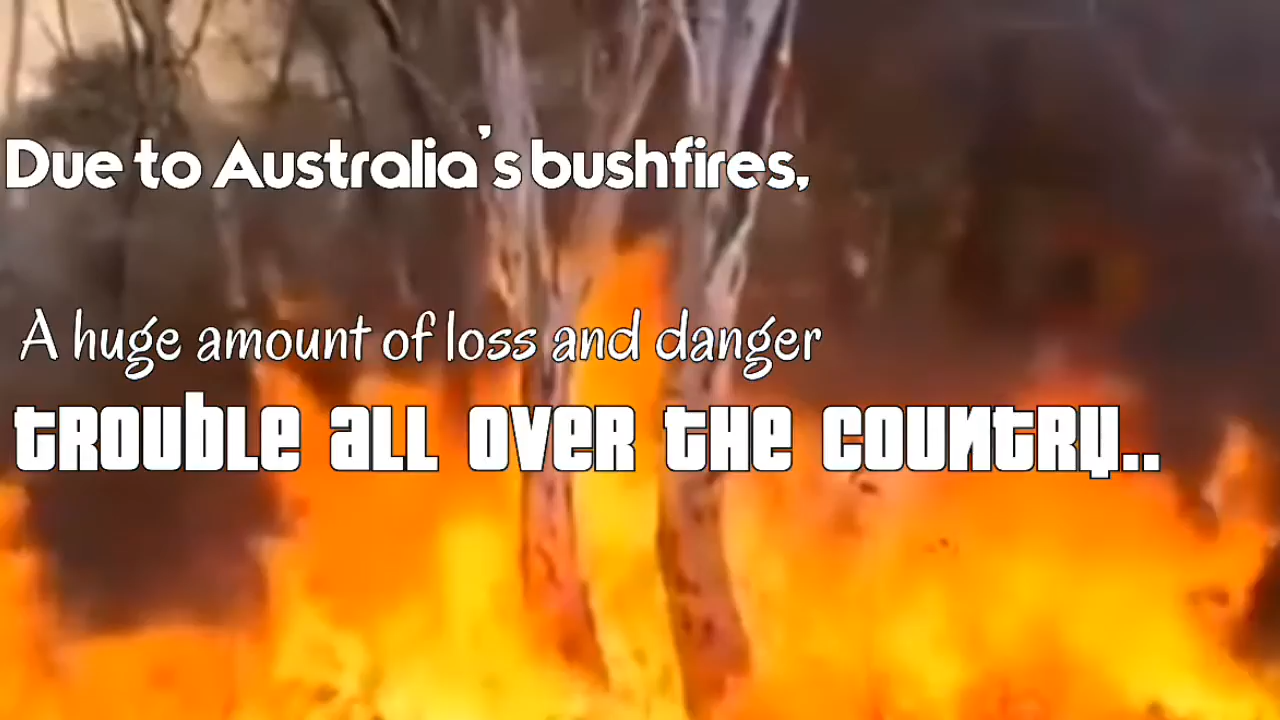 Due to Australia's bushfires,
A huge amount of loss and danger
TROUBLE ALL OVER THE COUNTRY..